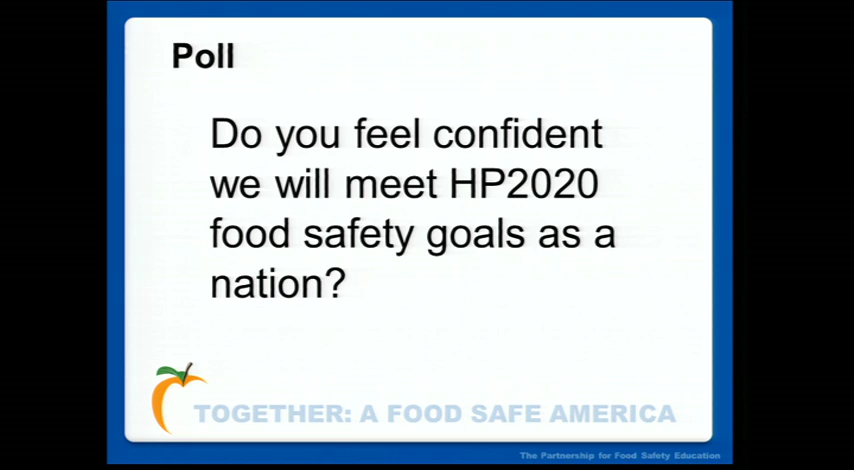 Poll
Do you feel confident
we will meet HP2020
food safety goals as a
nation?
TOGETHER: A FOOD SAFE AMERICA
The Partnership for Food Safety Education